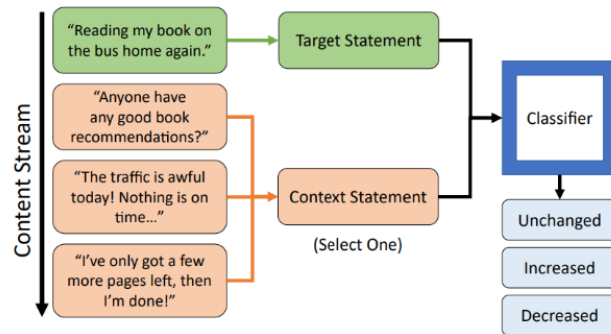 Content Stream
“Reading my book on
the bus home again.”
Target Statement
“Anyone have
any good book
recommendations?”
“The traffic is awful
today! Nothing is on
time…”
Context Statement
(Select One)
“I’ve only got a few
more pages left, then
I’m done!”
Classifier
Unchanged
Increased
Decreased